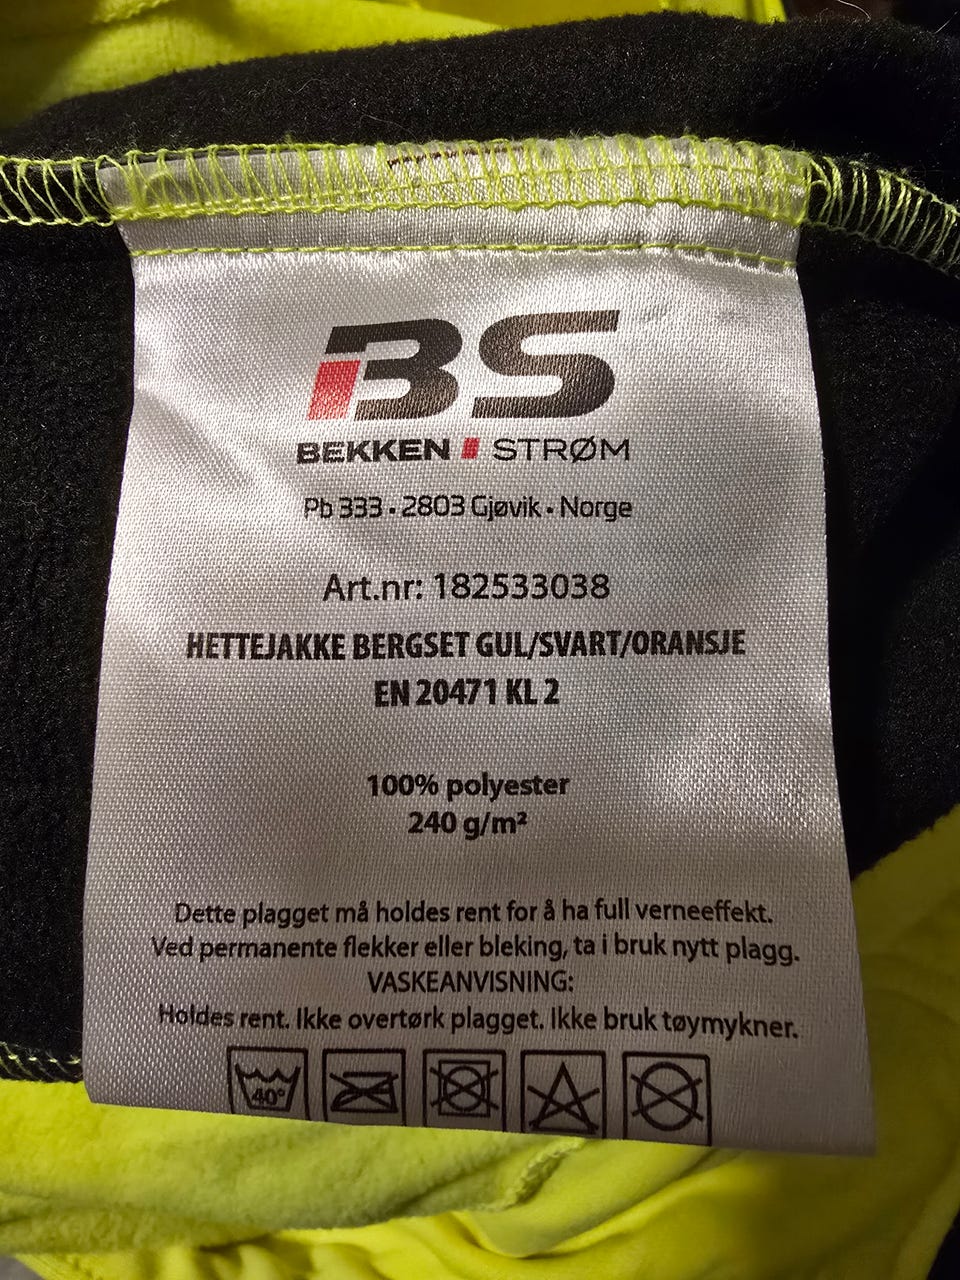 BS
BEKKEN STRØM
Pb 333 • 2803 Gjøvik • Norge
Art.nr: 182533038
HETTEJAKKE BERGSET GUL/SVART/ORANSJE
EN 20471 KL 2
100% polyester
240 g/m²
Dette plagget må holdes rent for å ha full verneeffekt.
Ved permanente flekker eller bleking, ta i bruk nytt plagg.
VASKEANVISNING:
Holdes rent. Ikke overtørk plagget. Ikke bruk tøymykner.
40°